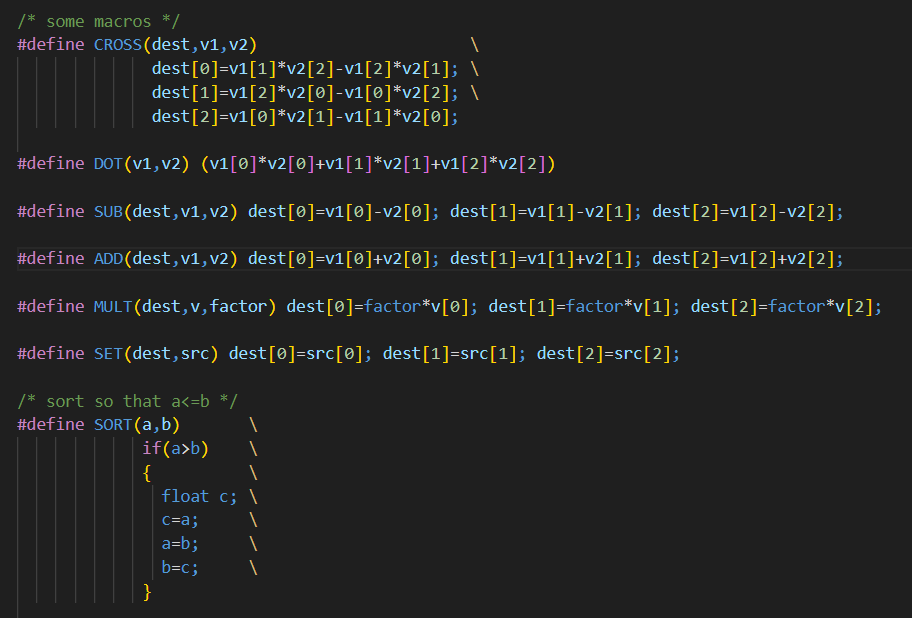 /* some macros */
#define CROSS(dest,v1,v2)                      \
              dest[0]=v1[1]*v2[2]-v1[2]*v2[1]; \
              dest[1]=v1[2]*v2[0]-v1[0]*v2[2]; \
              dest[2]=v1[0]*v2[1]-v1[1]*v2[0];
#define DOT(v1,v2) (v1[0]*v2[0]+v1[1]*v2[1]+v1[2]*v2[2])
#define SUB(dest,v1,v2) dest[0]=v1[0]-v2[0]; dest[1]=v1[1]-v2[1]; dest[2]=v1[2]-v2[2];
#define ADD(dest,v1,v2) dest[0]=v1[0]+v2[0]; dest[1]=v1[1]+v2[1]; dest[2]=v1[2]+v2[2];
#define MULT(dest,v,factor) dest[0]=factor*v[0]; dest[1]=factor*v[1]; dest[2]=factor*v[2];
#define SET(dest,src) dest[0]=src[0]; dest[1]=src[1]; dest[2]=src[2];
/* sort so that a<=b */
#define SORT(a,b)       \
             if(a>b)    \
             {          \
               float c; \
               c=a;     \
               a=b;     \
               b=c;     \
             }